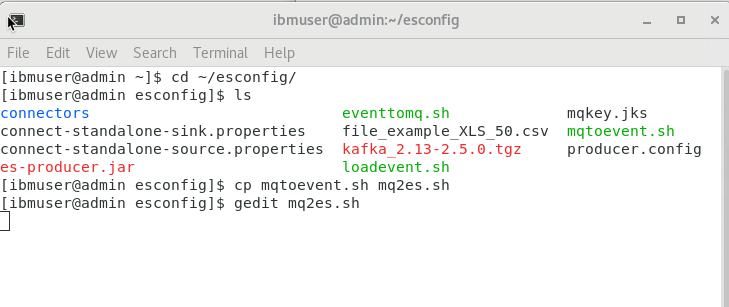 ibmuser@admin:~/esconfig
File Edit View Search Terminal Help
[ibmuser@admin ~]$ cd ~/esconfig/
[ibmuser@admin esconfig]$ ls
connectors eventtomq.sh mqkey.jks
connect-standalone-sink.properties file_example_XLS_50.csv mqtoevent.sh
connect-standalone-source.properties kafka_2.13-2.5.0.tgz producer.config
es-producer.jar loadevent.sh
[ibmuser@admin esconfig]$ cp mqtoevent.sh mq2es.sh
[ibmuser@admin esconfig]$ gedit mq2es.sh